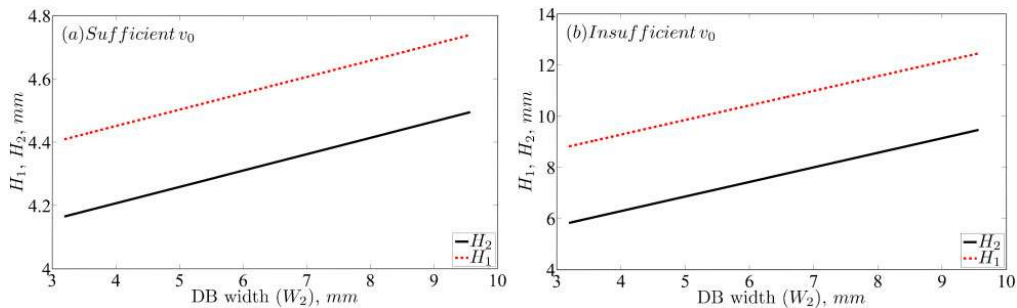 (a)Sufficient v₀
4.8
4.6
4.4
4.2
4
H₁, H₂, mm
3
4
5
6
7
8
9
10
DB width (W₂), mm
H₂
H₁
(b)Insufficient v₀
14
12
10
8
6
4
H₁, H₂, mm
3
4
5
6
7
8
9
10
DB width (W₂), mm
H₂
H₁